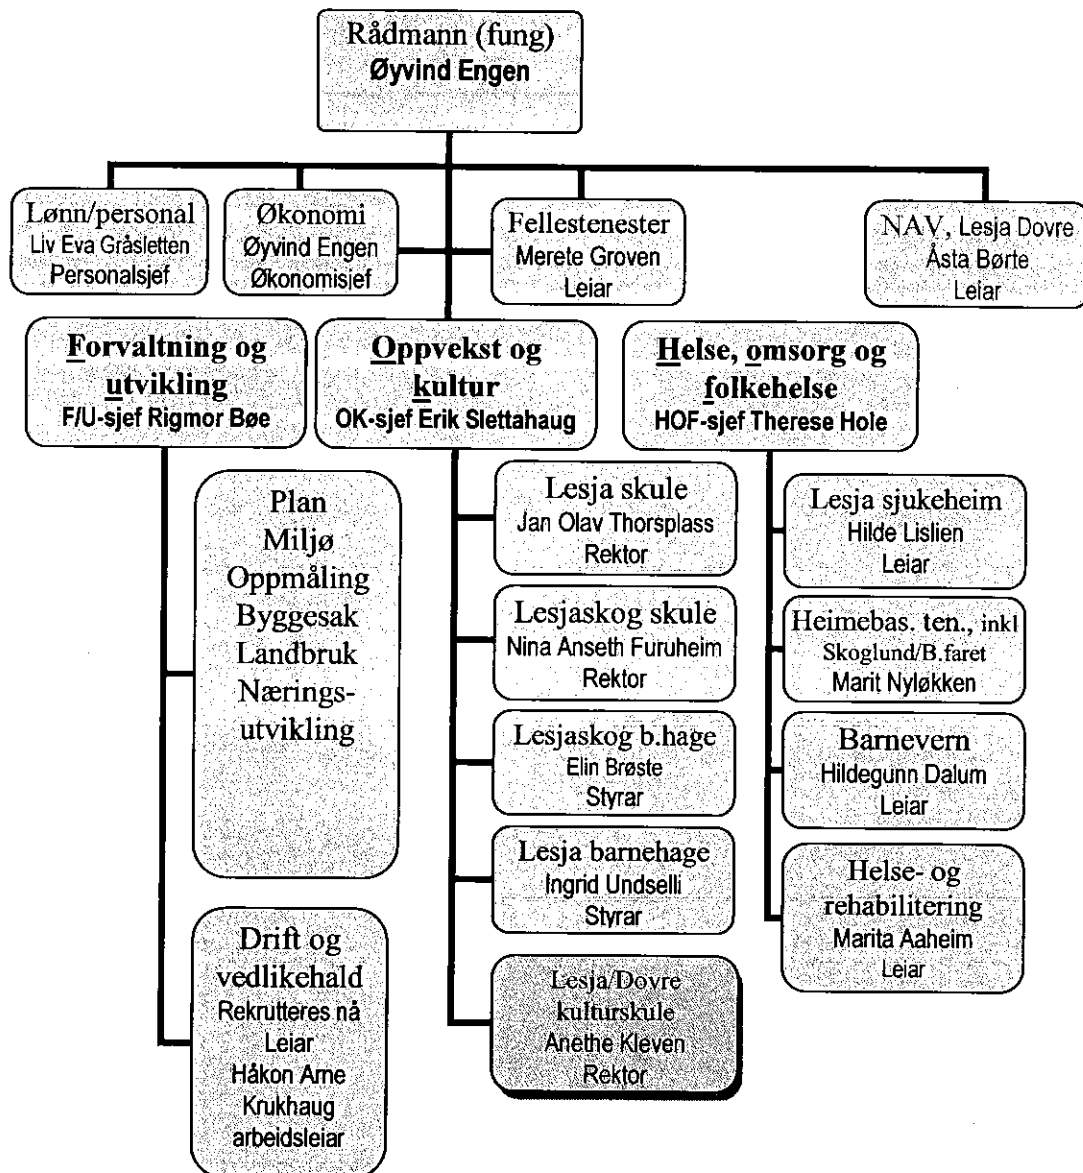 Rådmann (fung)
Øyvind Engen
Lønn/personal
Liv Eva Gråsletten
Personalsjef
Økonomi
Øyvind Engen
Økonomisjef
Fellestenester
Merete Groven
Leiar
NAV, Lesja Dovre
Åsta Børte
Leiar
Forvaltning og
utvikling
F/U-sjef Rigmor Bøe
Oppvekst og
kultur
OK-sjef Erik Slettahaug
Helse, omsorg og
folkehelse
HOF-sjef Therese Hole
Plan
Miljø
Oppmåling
Byggesak
Landbruk
Nærings-
utvikling
Drift og
vedlikehald
Rekrutteres nå
Leiar
Håkon Arne
Krukhaug
arbeidsleiar
Lesja skule
Jan Olav Thorsplass
Rektor
Lesjaskog skule
Nina Anseth Furuheim
Rektor
Lesjaskog b.hage
Elin Brøste
Styrar
Lesja barnehage
Ingrid Undselli
Styrar
Lesja/Dovre
kulturskule
Anethe Kleven
Rektor
Lesja sjukeheim
Hilde Lislien
Leiar
Heimebas. ten., inkl
Skoglund/B.faret
Marit Nyløkken
Barnevern
Hildegunn Dalum
Leiar
Helse- og
rehabilitering
Marita Aaheim
Leiar